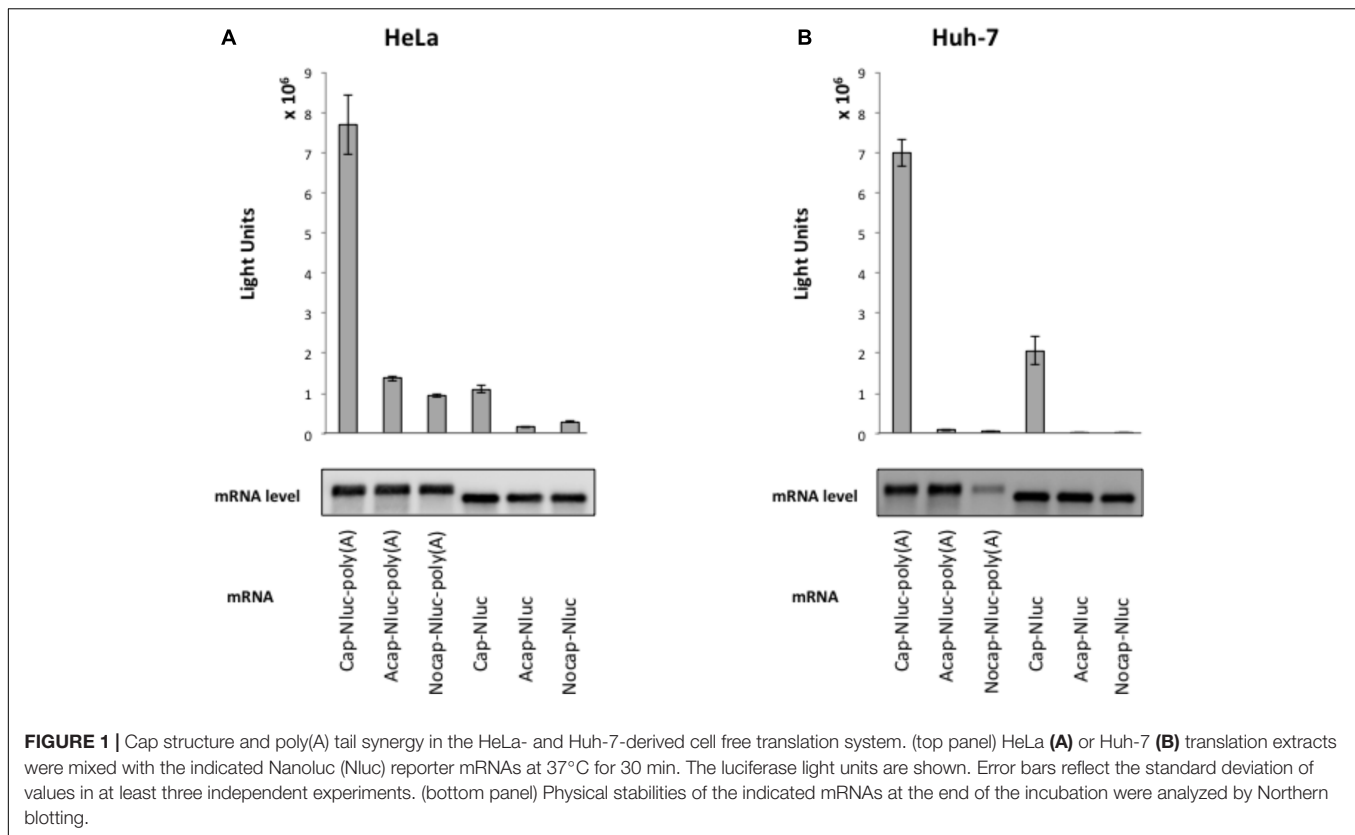 A
HeLa
x 10⁶
9
8
7
6
5
4
3
2
1
0
Light Units
mRNA level
mRNA
Cap-Nluc-poly(A)
Acap-Nluc-poly(A)
Nocap-Nluc-poly(A)
Cap-Nluc
Acap-Nluc
Nocap-Nluc
B
Huh-7
x 10⁶
9
8
7
6
5
4
3
2
1
0
Light Units
mRNA level
mRNA
Cap-Nluc-poly(A)
Acap-Nluc-poly(A)
Nocap-Nluc-poly(A)
Cap-Nluc
Acap-Nluc
Nocap-Nluc
FIGURE 1 | Cap structure and poly(A) tail synergy in the HeLa- and Huh-7-derived cell free translation system. (top panel) HeLa (A) or Huh-7 (B) translation extracts
were mixed with the indicated Nanoluc (Nluc) reporter mRNAs at 37°C for 30 min. The luciferase light units are shown. Error bars reflect the standard deviation of
values in at least three independent experiments. (bottom panel) Physical stabilities of the indicated mRNAs at the end of the incubation were analyzed by Northern
blotting.